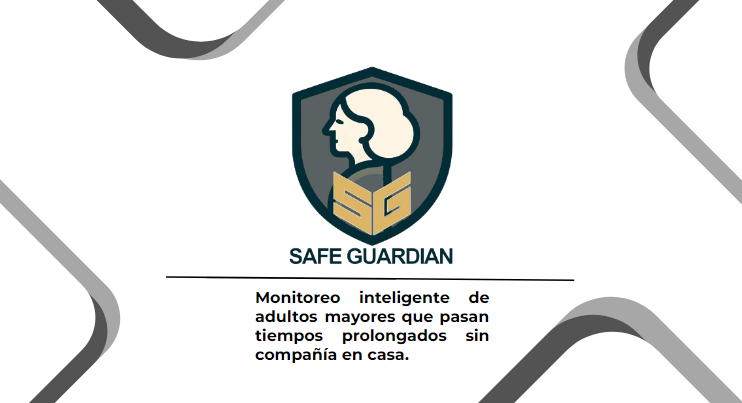 SG
SAFE GUARDIAN
Monitoreo inteligente de
adultos mayores que pasan
tiempos prolongados sin
compañía en casa.